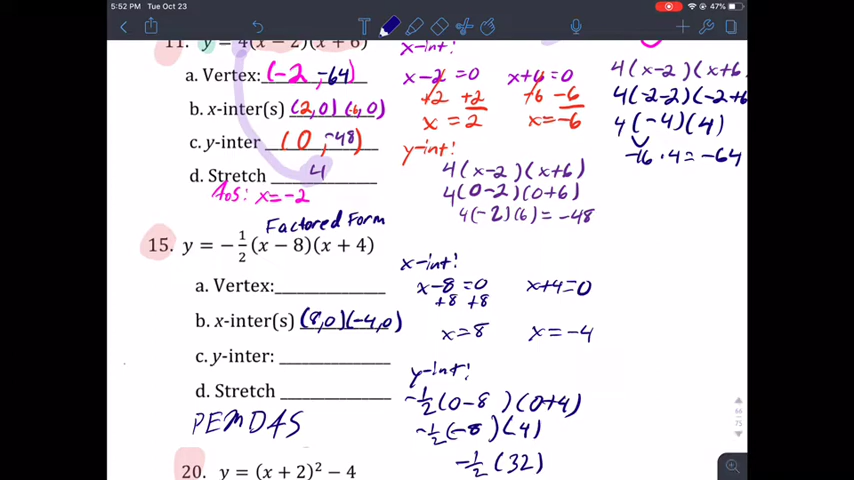 5:52 PM Tue Oct 23
47%
11. y = 4(x − 2)(x + 6)
a. Vertex: (-2, -64)
b. x-inter(s) (2,0) (-6,0)
c. y-inter (0, -48)
d. Stretch 4
AoS: x=-2
x-int:
x-2=0 x+6=0
+2 +2 -6 -6
x=2 x=-6
y-int:
4(x-2)(x+6)
4(0-2)(0+6)
4(-2)(6)=-48
4(x-2)(x+6
4(-2-2)(-2+6
4(-4)(4)
-16·4=-64
Factored Form
15. y = −1/2(x − 8)(x + 4)
a. Vertex:
b. x-inter(s) (8,0)(-4,0)
c. y-inter:
d. Stretch
PEMDAS
x-int:
x-8=0 x+4=0
+8 +8
x=8 x=-4
y-int:
-1/2(0-8)(0+4)
-1/2(-8)(4)
-1/2(32)
20. y = (x + 2)² − 4
66
75